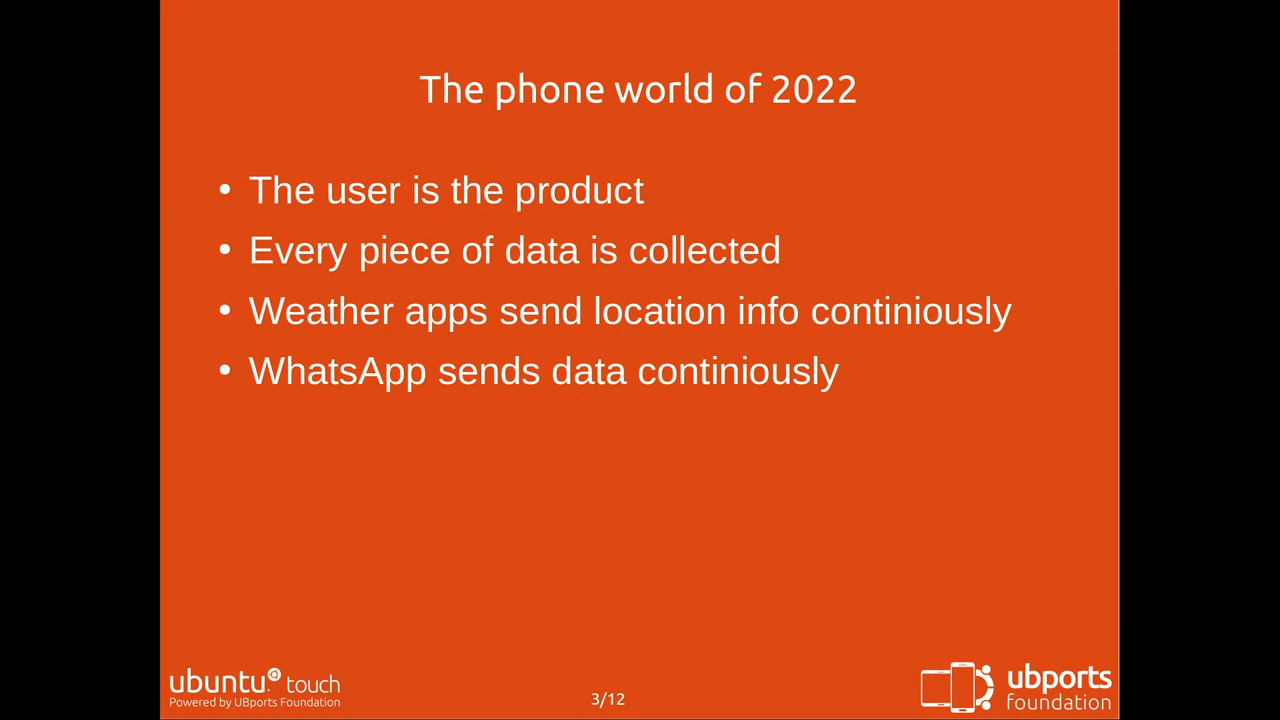 The phone world of 2022
• The user is the product
• Every piece of data is collected
• Weather apps send location info continiously
• WhatsApp sends data continiously
ubuntu touch
Powered by UBports Foundation
3/12
ubports
foundation